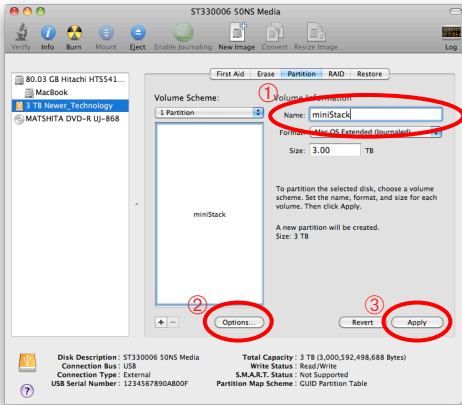 ST330006 50NS Media
Verify Info Burn Mount Eject Enable Journaling New Image Convert Resize Image Log
First Aid Erase Partition RAID Restore
80.03 GB Hitachi HTS541...
MacBook
3 TB Newer_Technology
MATSHITA DVD-R UJ-868
Volume Scheme:
1 Partition
miniStack
+ -
② Options...
① Volume Information
Name: miniStack
Format: Mac OS Extended (Journaled)
Size: 3.00 TB
To partition the selected disk, choose a volume
scheme. Set the name, format, and size for each
volume. Then click Apply.
A new partition will be created.
Size: 3 TB
③
Revert Apply
Disk Description : ST330006 50NS Media
Connection Bus : USB
Connection Type : External
USB Serial Number : 1234567890AB00F
Total Capacity : 3 TB (3,000,592,498,688 Bytes)
Write Status : Read/Write
S.M.A.R.T. Status : Not Supported
Partition Map Scheme : GUID Partition Table
?